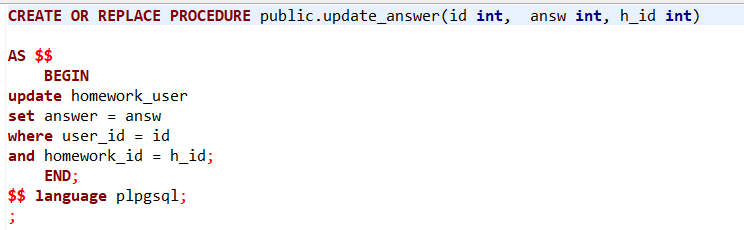 CREATE OR REPLACE PROCEDURE public.update_answer(id int,  answ int, h_id int)
AS $$
    BEGIN
update homework_user
set answer = answ
where user_id = id
and homework_id = h_id;
    END;
$$ language plpgsql;
;